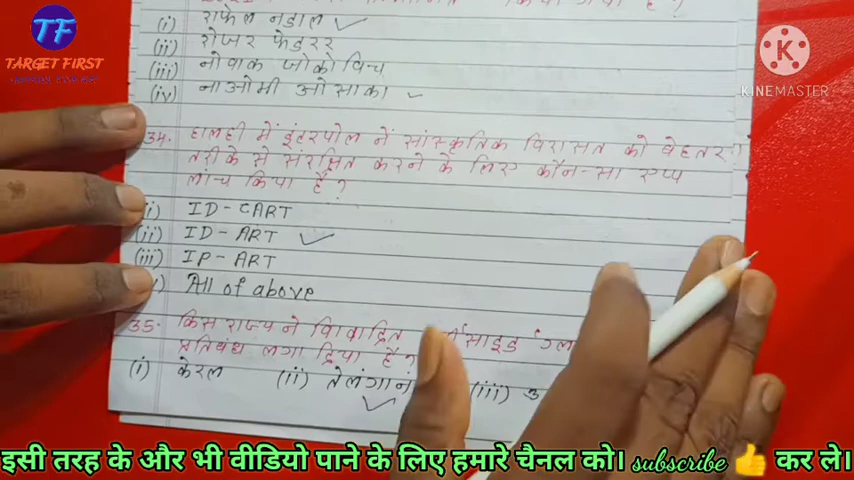 TF
TARGET FIRST
KINEMASTER
(i) राफेल नडाल ✓
(ii) रोजर फेडरर
(iii) नोवाक जोकोविच
(iv) नाओमी ओसाका ✓
34. हालही में इंटरपोल नें सांस्कृतिक विरासत को बेहतर
तरीके से संरक्षित करने के लिए कौन-सा एप्प
लांच किया है?
(i) ID-CART
(ii) ID-ART ✓
(iii) IP-ART
All of above
35. किस राज्य ने विवादित साइड
प्रतिबंध लगा दिया है?
(i) केरल (ii) तेलंगाना (iii)
✓
इसी तरह के और भी वीडियो पाने के लिए हमारे चैनल को। subscribe 👍 कर ले।